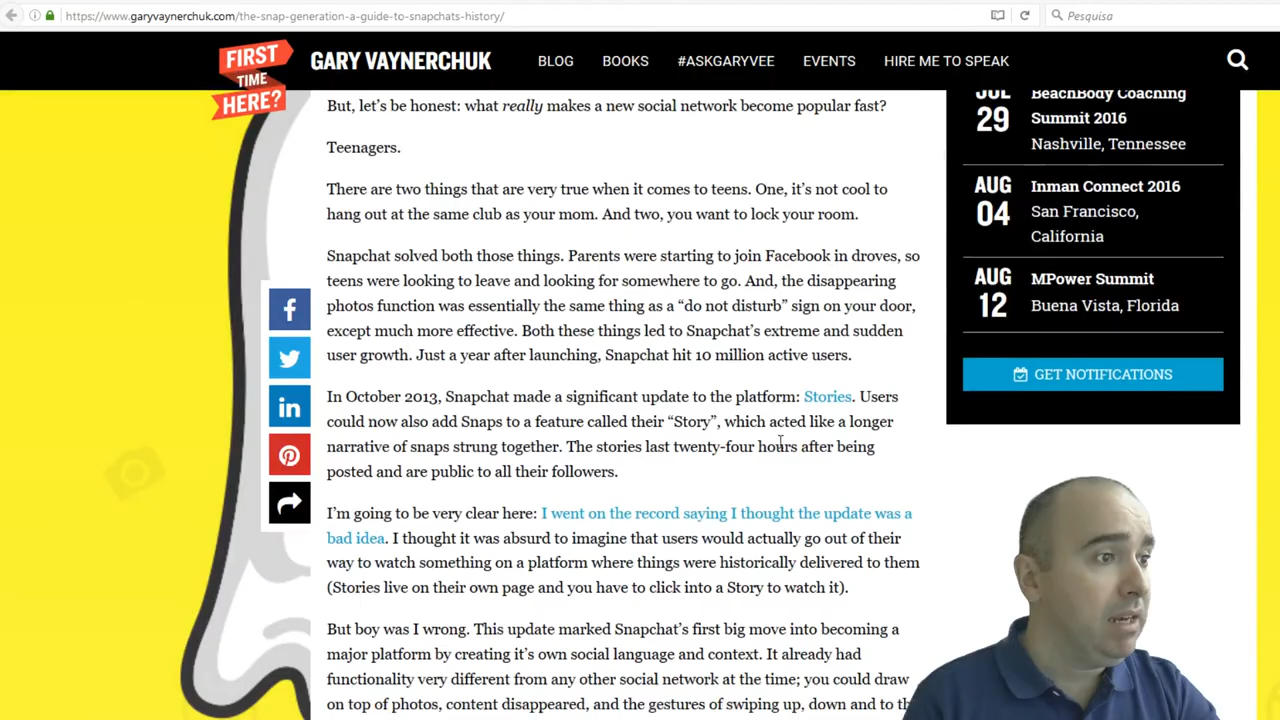 https://www.garyvaynerchuk.com/the-snap-generation-a-guide-to-snapchats-history/
Pesquisa
FIRST
TIME
HERE?
GARY VAYNERCHUK
BLOG
BOOKS
#ASKGARYVEE
EVENTS
HIRE ME TO SPEAK
But, let's be honest: what really makes a new social network become popular fast?
Teenagers.
There are two things that are very true when it comes to teens. One, it's not cool to
hang out at the same club as your mom. And two, you want to lock your room.
Snapchat solved both those things. Parents were starting to join Facebook in droves, so
teens were looking to leave and looking for somewhere to go. And, the disappearing
photos function was essentially the same thing as a “do not disturb” sign on your door,
except much more effective. Both these things led to Snapchat's extreme and sudden
user growth. Just a year after launching, Snapchat hit 10 million active users.
In October 2013, Snapchat made a significant update to the platform: Stories. Users
could now also add Snaps to a feature called their “Story”, which acted like a longer
narrative of snaps strung together. The stories last twenty-four hours after being
posted and are public to all their followers.
I'm going to be very clear here: I went on the record saying I thought the update was a
bad idea. I thought it was absurd to imagine that users would actually go out of their
way to watch something on a platform where things were historically delivered to them
(Stories live on their own page and you have to click into a Story to watch it).
But boy was I wrong. This update marked Snapchat's first big move into becoming a
major platform by creating it's own social language and context. It already had
functionality very different from any other social network at the time; you could draw
on top of photos, content disappeared, and the gestures of swiping up, down and to
JUL
29
BeachBody Coaching
Summit 2016
Nashville, Tennessee
AUG
04
Inman Connect 2016
San Francisco,
California
AUG
12
MPower Summit
Buena Vista, Florida
GET NOTIFICATIONS